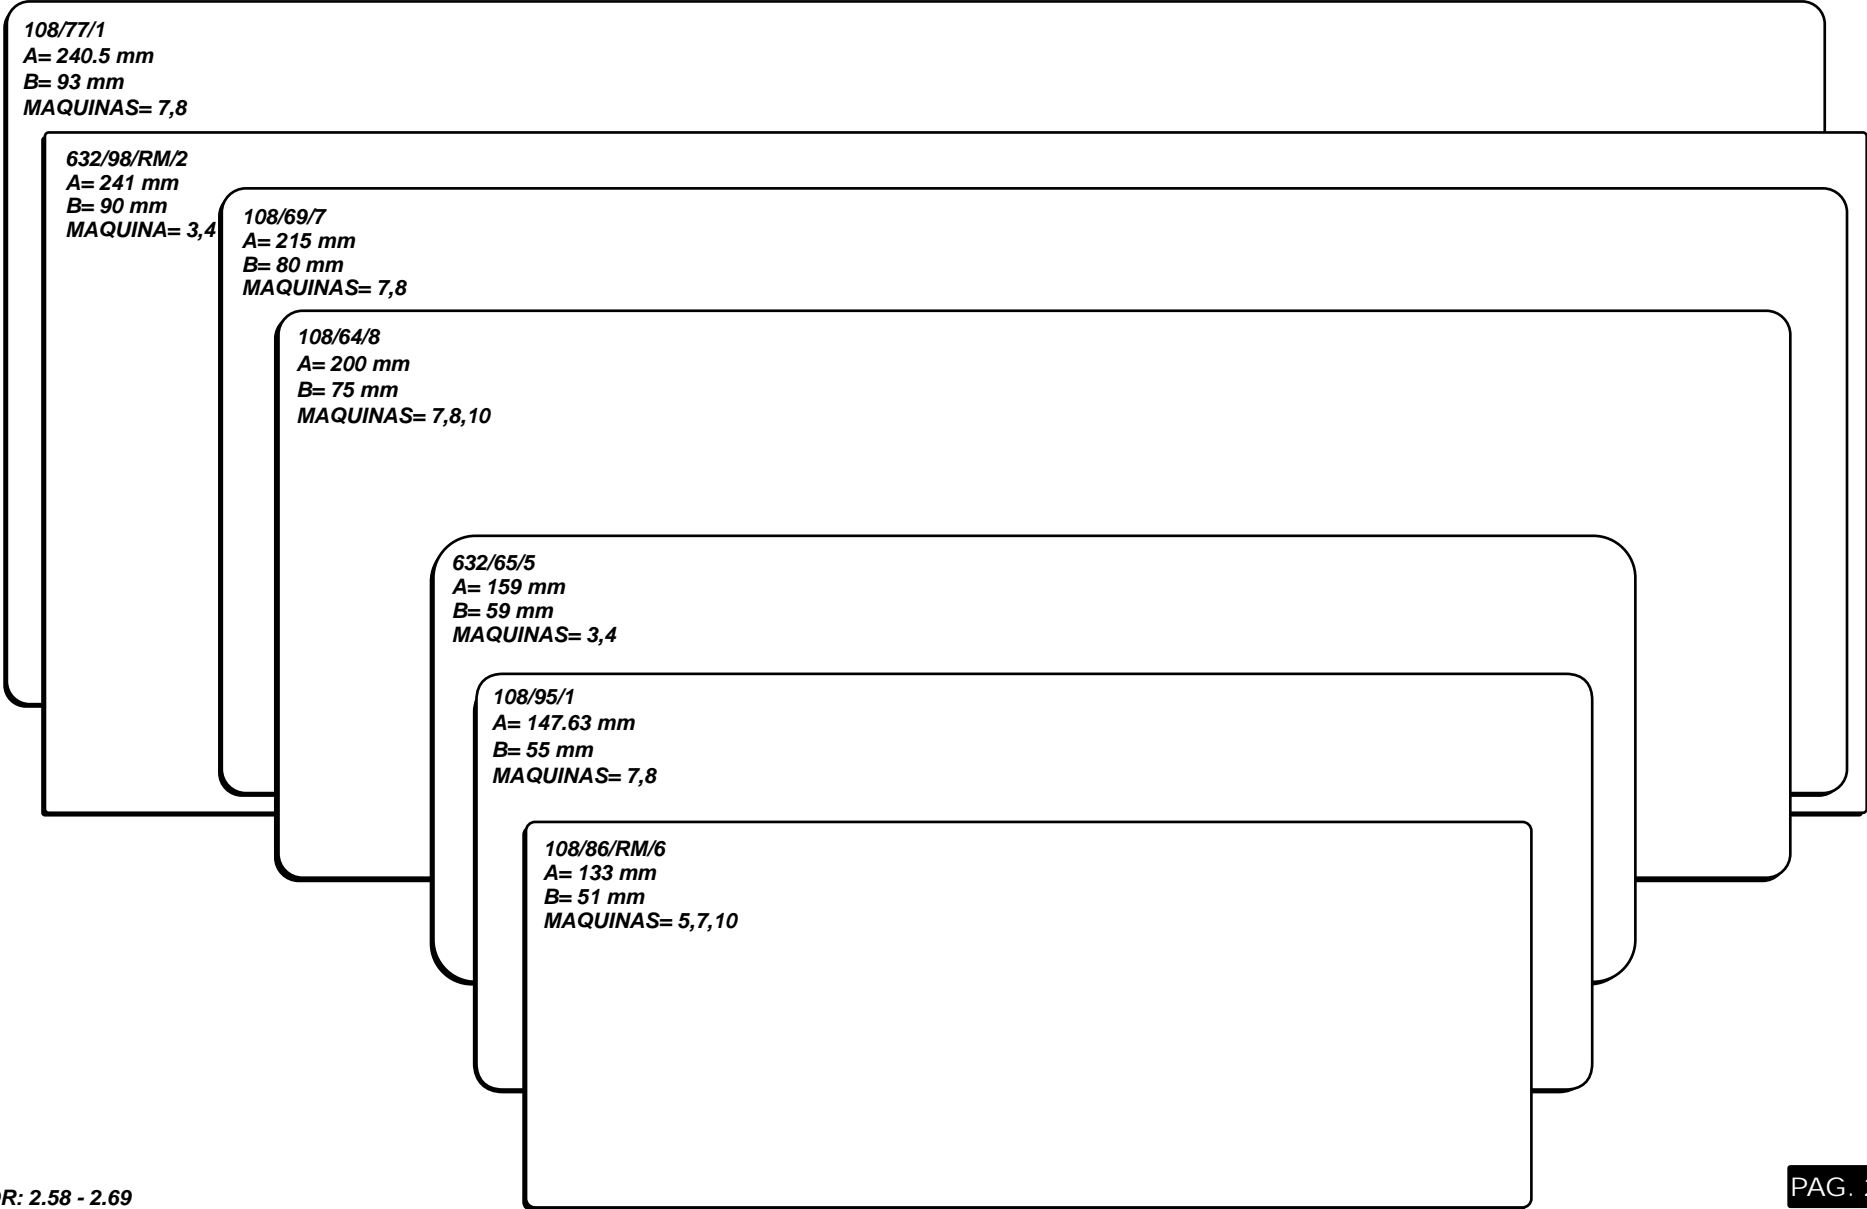 108/77/1
A= 240.5 mm
B= 93 mm
MAQUINAS= 7,8
632/98/RM/2
A= 241 mm
B= 90 mm
MAQUINA= 3,4
108/69/7
A= 215 mm
B= 80 mm
MAQUINAS= 7,8
108/64/8
A= 200 mm
B= 75 mm
MAQUINAS= 7,8,10
632/65/5
A= 159 mm
B= 59 mm
MAQUINAS= 3,4
108/95/1
A= 147.63 mm
B= 55 mm
MAQUINAS= 7,8
108/86/RM/6
A= 133 mm
B= 51 mm
MAQUINAS= 5,7,10
R: 2.58 - 2.69
PAG.